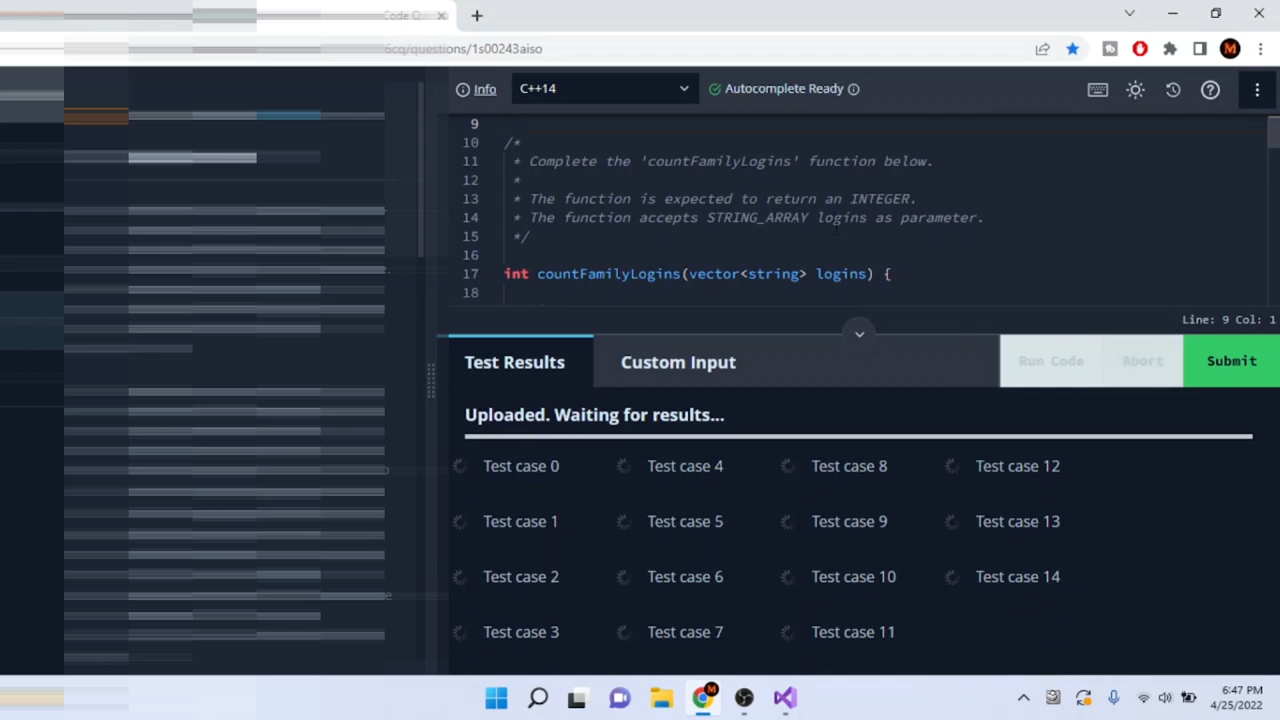 Code Q
6cq/questions/1s00243aiso
M
Info
C++14
Autocomplete Ready
9
10 /*
11 * Complete the 'countFamilyLogins' function below.
12 *
13 * The function is expected to return an INTEGER.
14 * The function accepts STRING_ARRAY logins as parameter.
15 */
16
17 int countFamilyLogins(vector<string> logins) {
18
Line: 9 Col: 1
Test Results
Custom Input
Run Code
Abort
Submit
Uploaded. Waiting for results...
Test case 0 Test case 4 Test case 8 Test case 12
Test case 1 Test case 5 Test case 9 Test case 13
Test case 2 Test case 6 Test case 10 Test case 14
Test case 3 Test case 7 Test case 11
M
6:47 PM
4/25/2022